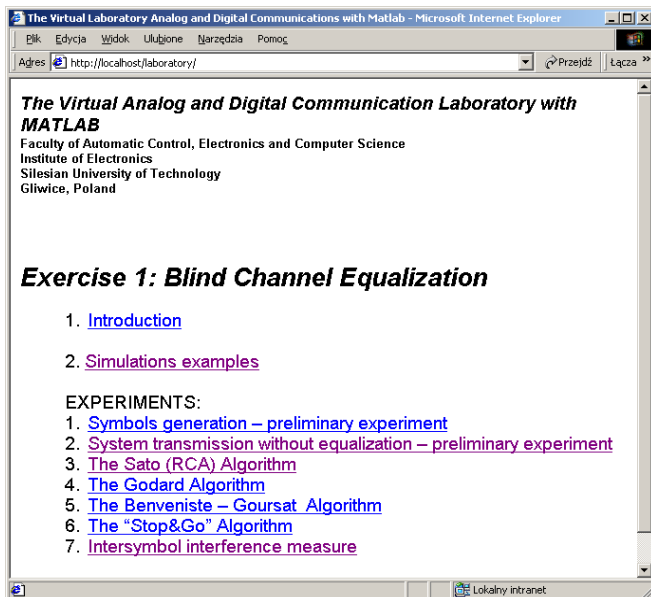 The Virtual Laboratory Analog and Digital Communications with Matlab - Microsoft Internet Explorer
Plik Edycja Widok Ulubione Narzędzia Pomoc
Adres http://localhost/laboratory/ Przejdź Łącza »
The Virtual Analog and Digital Communication Laboratory with
MATLAB
Faculty of Automatic Control, Electronics and Computer Science
Institute of Electronics
Silesian University of Technology
Gliwice, Poland
Exercise 1: Blind Channel Equalization
1. Introduction
2. Simulations examples
EXPERIMENTS:
1. Symbols generation – preliminary experiment
2. System transmission without equalization – preliminary experiment
3. The Sato (RCA) Algorithm
4. The Godard Algorithm
5. The Benveniste – Goursat Algorithm
6. The “Stop&Go” Algorithm
7. Intersymbol interference measure
Lokalny intranet